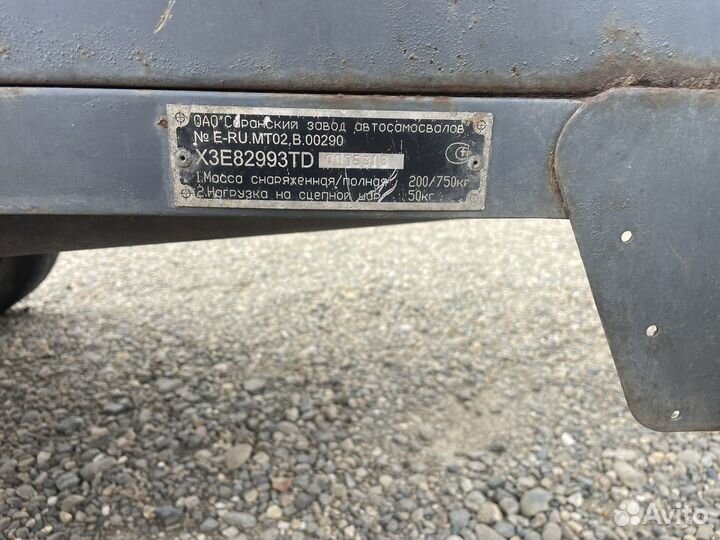 ОАО"Саранский завод автосамосвалов
№ E-RU.MT02.B.00290
X3E82993TD 0005313
1.Масса снаряженная/полная 200/750кг
2.Нагрузка на сцепной шар 50кг
Avito